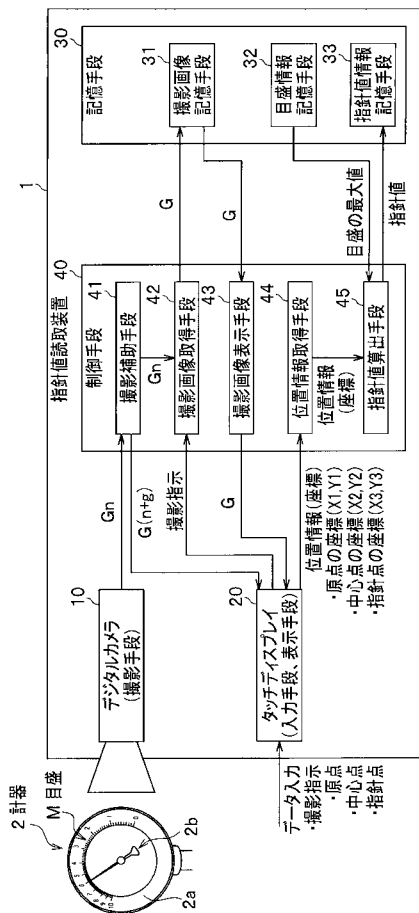 1
指針値読取装置
2 計器
M 目盛
2a
2b
10
デジタルカメラ
(撮影手段)
Gn
G(n+g)
撮影指示
G
20
タッチディスプレイ
(入力手段、表示手段)
データ入力
・撮影指示
・原点
・中心点
・指針点
位置情報(座標)
・原点の座標(X1,Y1)
・中心点の座標(X2,Y2)
・指針点の座標(X3,Y3)
40
制御手段
41
撮影補助手段
Gn
42
撮影画像取得手段
43
撮影画像表示手段
44
位置情報取得手段
位置情報
(座標)
45
指針値算出手段
G
G
目盛の最大値
指針値
30
記憶手段
31
撮影画像
記憶手段
32
目盛情報
記憶手段
33
指針値情報
記憶手段